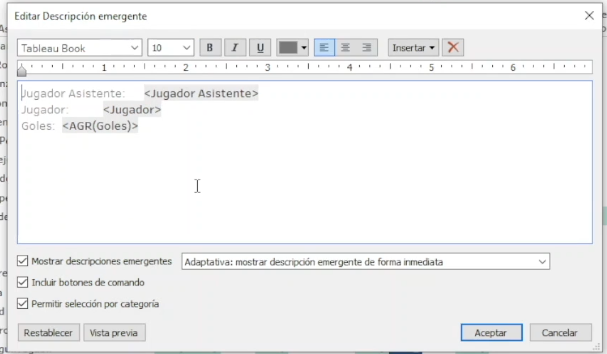 Editar Descripción emergente
Tableau Book 10 B I U Insertar
1 2 3 4 5 6
Jugador Asistente: <Jugador Asistente>
Jugador: <Jugador>
Goles: <AGR(Goles)>
Mostrar descripciones emergentes Adaptativa: mostrar descripción emergente de forma inmediata
Incluir botones de comando
Permitir selección por categoría
Restablecer Vista previa Aceptar Cancelar